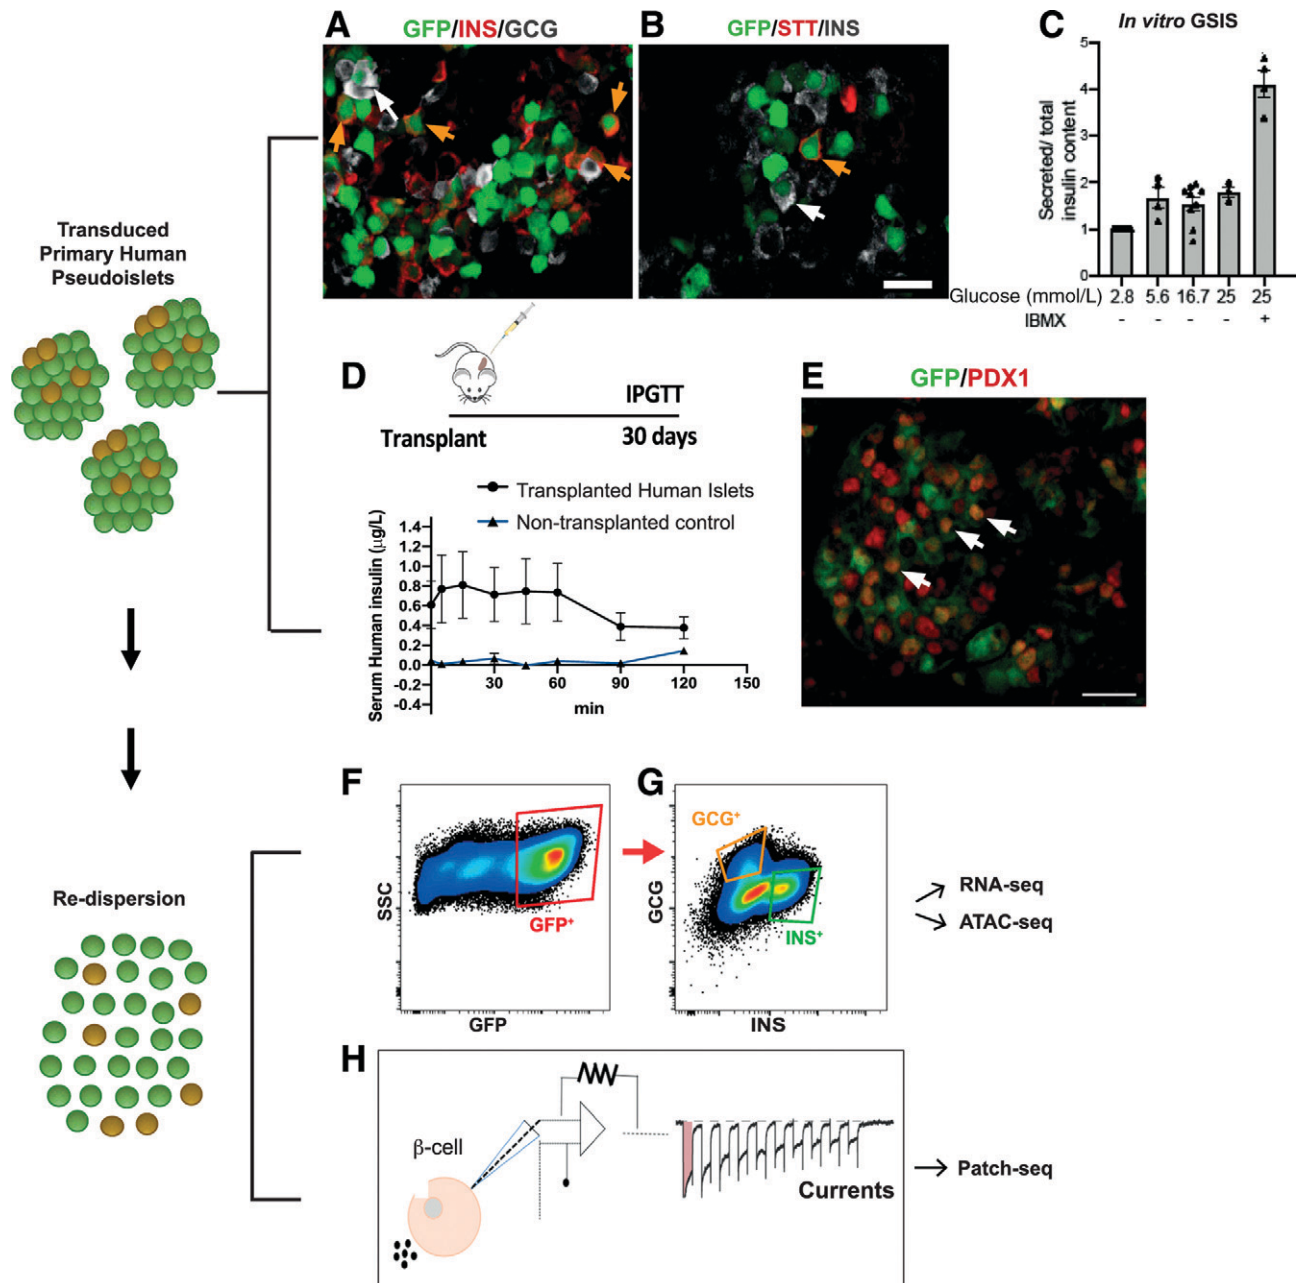 A
GFP/INS/GCG
B
GFP/STT/INS
C
In vitro GSIS
Secreted/ total
insulin content
5
4
3
2
1
0
Glucose (mmol/L)
2.8 5.6 16.7 25 25
IBMX
- - - - +
Transduced
Primary Human
Pseudoislets
D
IPGTT
Transplant
30 days
Transplanted Human Islets
Non-transplanted control
Serum Human insulin (µg/L)
1.4
1.0
0.8
0.6
0.4
0.2
0.0
-0.2
-0.4
30 60 90 120 150
min
E
GFP/PDX1
Re-dispersion
F
SSC
GFP+
GFP
G
GCG
GCG+
INS+
INS
RNA-seq
ATAC-seq
H
β-cell
Currents
Patch-seq